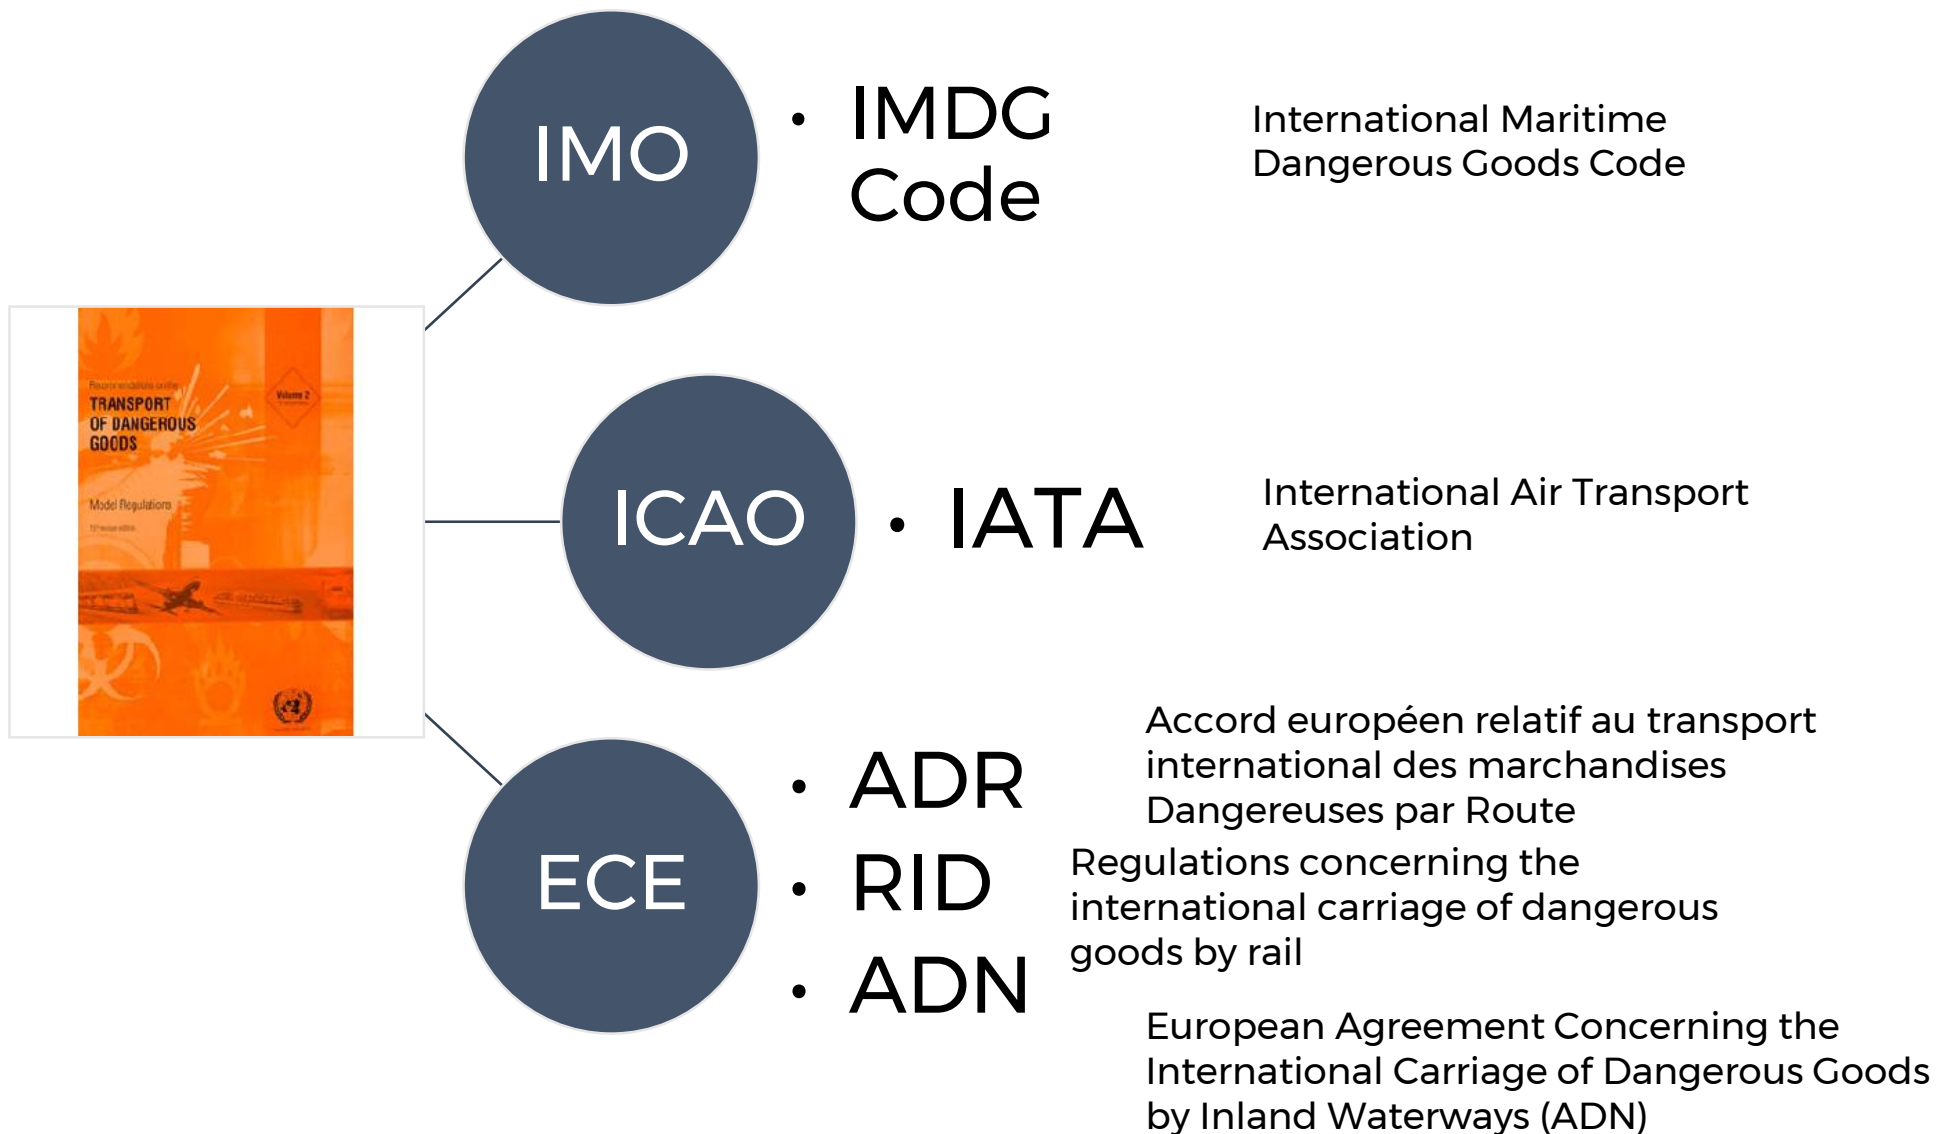 IMO
• IMDG
Code
International Maritime
Dangerous Goods Code
Recommendations on the
TRANSPORT
OF DANGEROUS
GOODS
Volume 2
Model Regulations
ICAO
• IATA
International Air Transport
Association
ECE
• ADR
Accord européen relatif au transport
international des marchandises
Dangereuses par Route
• RID
Regulations concerning the
international carriage of dangerous
goods by rail
• ADN
European Agreement Concerning the
International Carriage of Dangerous Goods
by Inland Waterways (ADN)